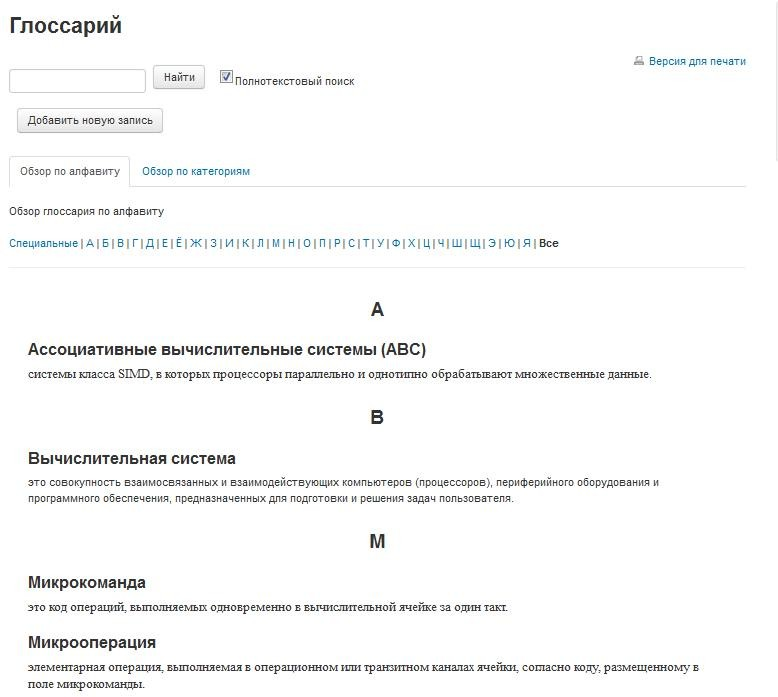 Глоссарий
Версия для печати
Найти
Полнотекстовый поиск
Добавить новую запись
Обзор по алфавиту Обзор по категориям
Обзор глоссария по алфавиту
Специальные | А | Б | В | Г | Д | Е | Ё | Ж | З | И | К | Л | М | Н | О | П | Р | С | Т | У | Ф | Х | Ц | Ч | Ш | Щ | Э | Ю | Я | Все
А
Ассоциативные вычислительные системы (АВС)
системы класса SIMD, в которых процессоры параллельно и однотипно обрабатывают множественные данные.
В
Вычислительная система
это совокупность взаимосвязанных и взаимодействующих компьютеров (процессоров), периферийного оборудования и
программного обеспечения, предназначенных для подготовки и решения задач пользователя.
М
Микрокоманда
это код операций, выполняемых одновременно в вычислительной ячейке за один такт.
Микрооперация
элементарная операция, выполняемая в операционном или транзитном каналах ячейки, согласно коду, размещенному в
поле микрокоманды.